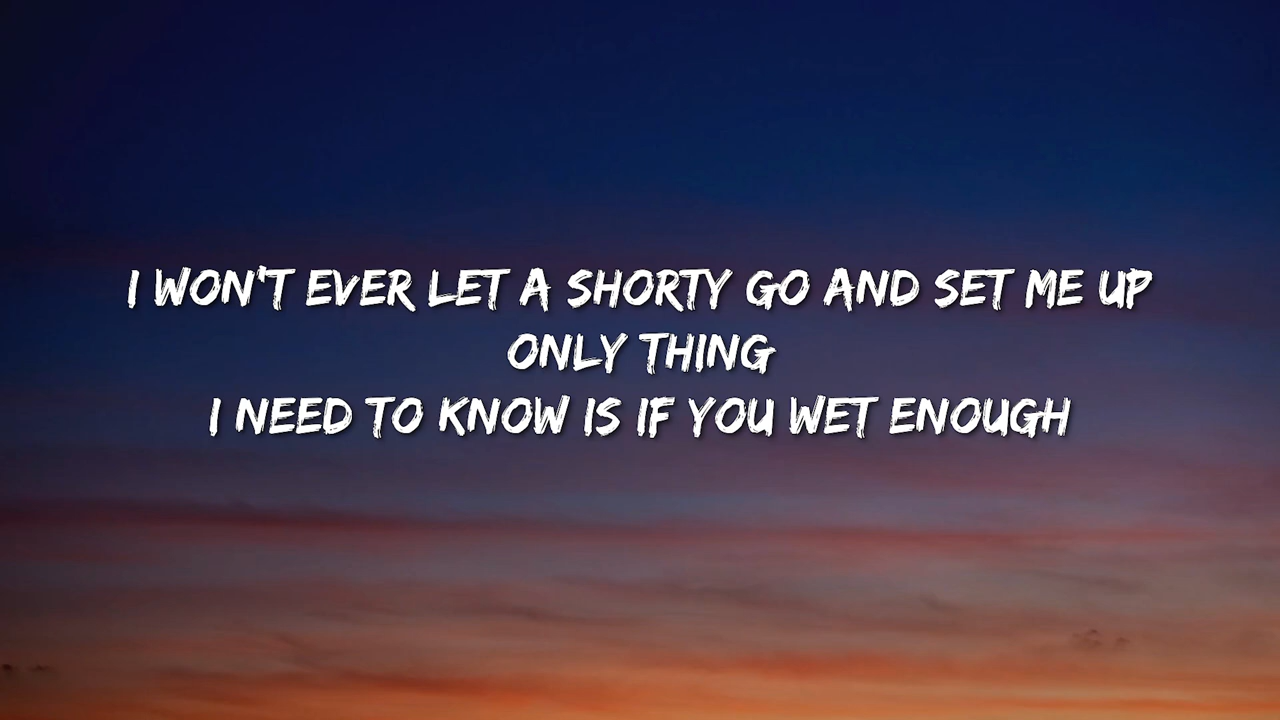 I WON'T EVER LET A SHORTY GO AND SET ME UP
ONLY THING
I NEED TO KNOW IS IF YOU WET ENOUGH